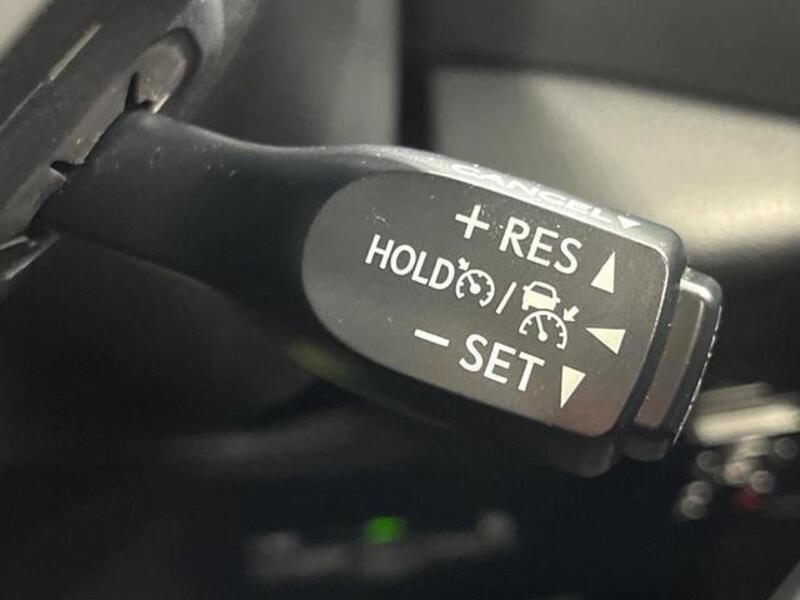 CANCEL
+ RES
HOLD /
− SET